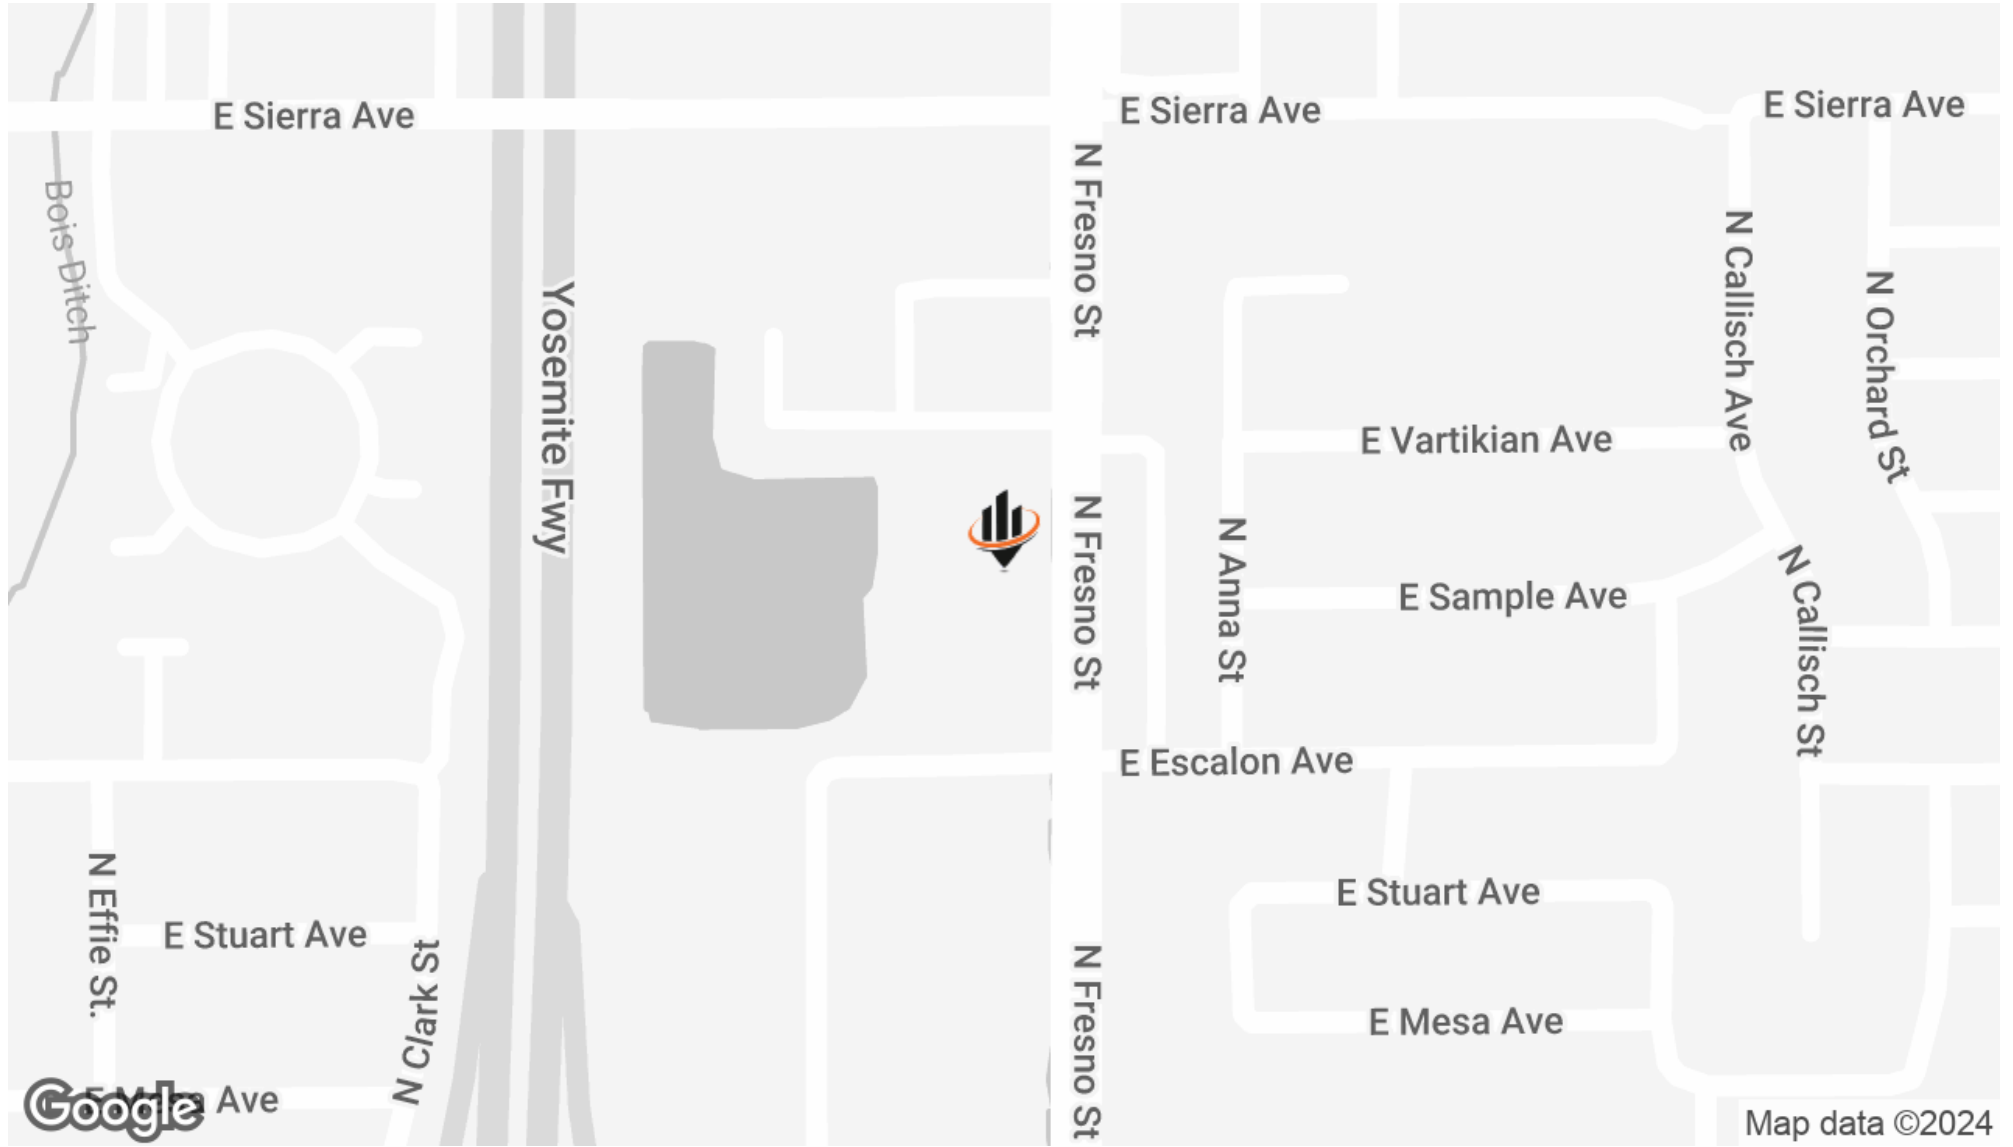 E Sierra Ave
E Sierra Ave
E Sierra Ave
N Fresno St
Bois Ditch
N Callisch Ave
N Orchard St
Yosemite Fwy
E Vartikian Ave
N Fresno St
N Anna St
E Sample Ave
N Callisch St
E Escalon Ave
N Effie St.
E Stuart Ave
E Stuart Ave
N Clark St
N Fresno St
E Mesa Ave
E Mesa Ave
Google
Map data ©2024